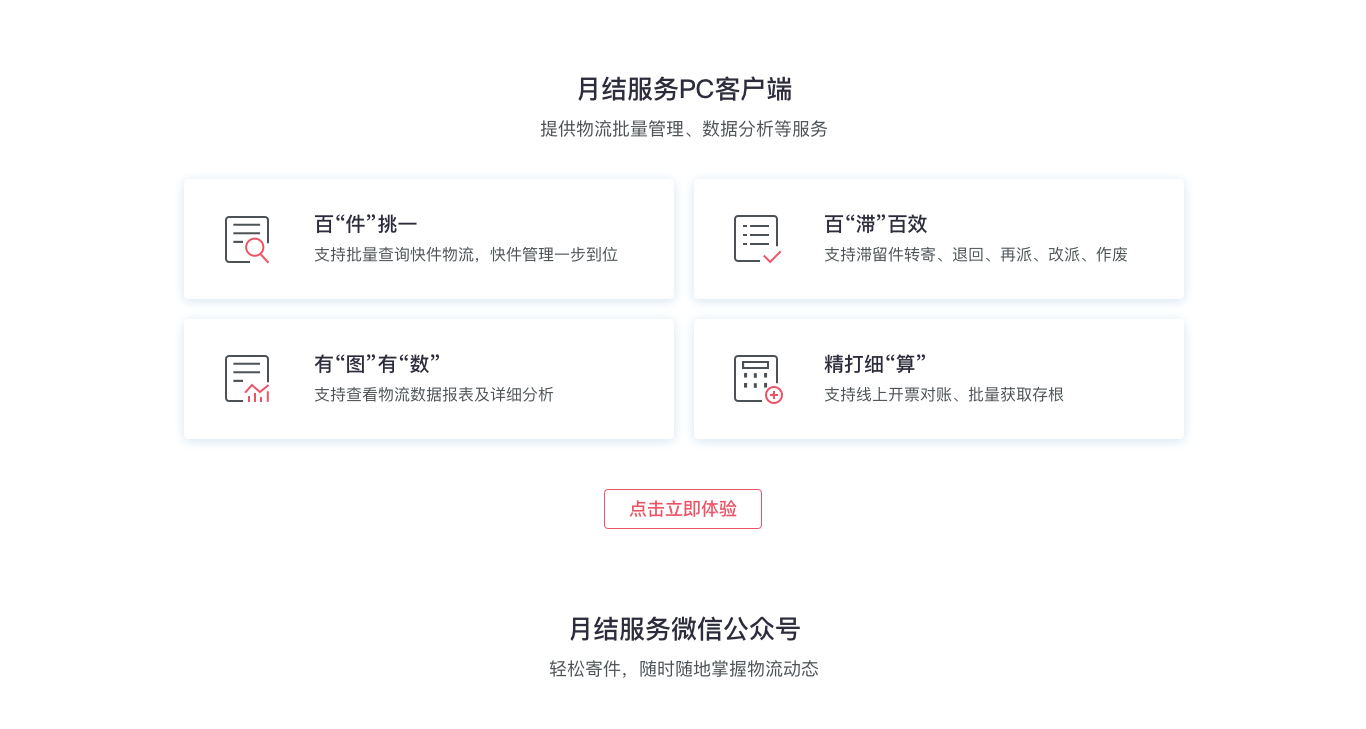 月结服务PC客户端
提供物流批量管理、数据分析等服务
百“件”挑一
支持批量查询快件物流，快件管理一步到位
百“滞”百效
支持滞留件转寄、退回、再派、改派、作废
有“图”有“数”
支持查看物流数据报表及详细分析
精打细“算”
支持线上开票对账、批量获取存根
点击立即体验
月结服务微信公众号
轻松寄件，随时随地掌握物流动态